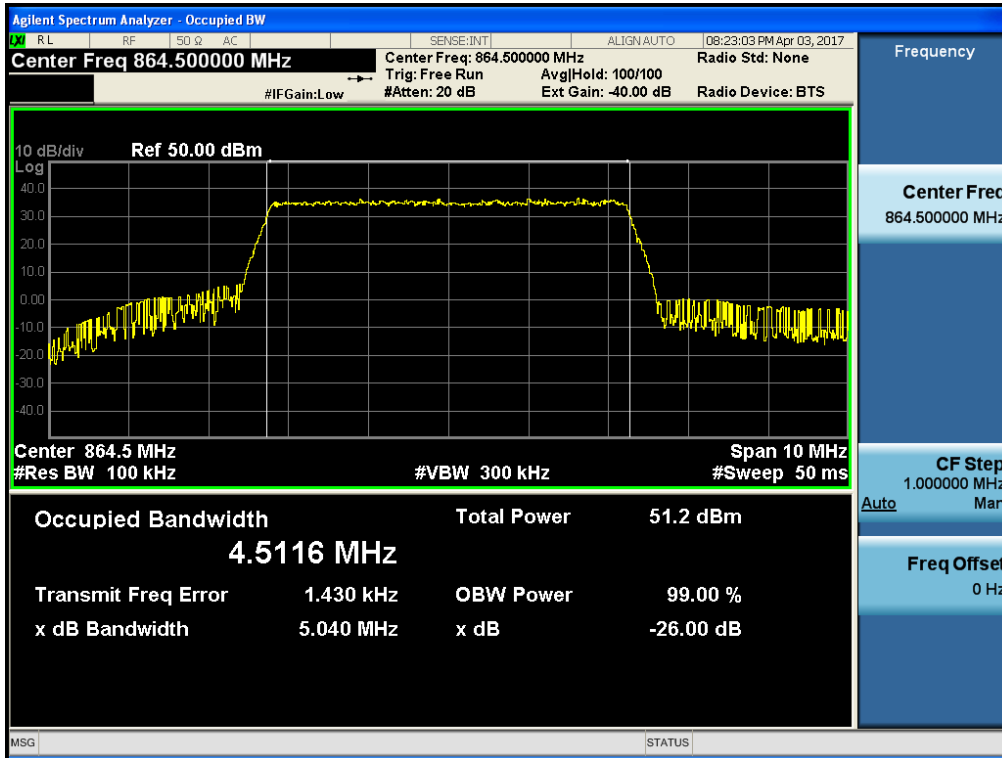 Agilent Spectrum Analyzer - Occupied BW
LXI RL RF 50 Ω AC SENSE:INT ALIGN AUTO 08:23:03 PM Apr 03, 2017
Center Freq 864.500000 MHz
Center Freq: 864.500000 MHz Radio Std: None
Trig: Free Run Avg|Hold: 100/100
#IFGain:Low #Atten: 20 dB Ext Gain: -40.00 dB Radio Device: BTS
10 dB/div Ref 50.00 dBm
Log
40.0
30.0
20.0
10.0
0.00
-10.0
-20.0
-30.0
-40.0
Center 864.5 MHz Span 10 MHz
#Res BW 100 kHz #VBW 300 kHz #Sweep 50 ms
Occupied Bandwidth Total Power 51.2 dBm
4.5116 MHz
Transmit Freq Error 1.430 kHz OBW Power 99.00 %
x dB Bandwidth 5.040 MHz x dB -26.00 dB
MSG STATUS
Frequency
Center Freq
864.500000 MHz
CF Step
1.000000 MHz
Auto Man
Freq Offset
0 Hz